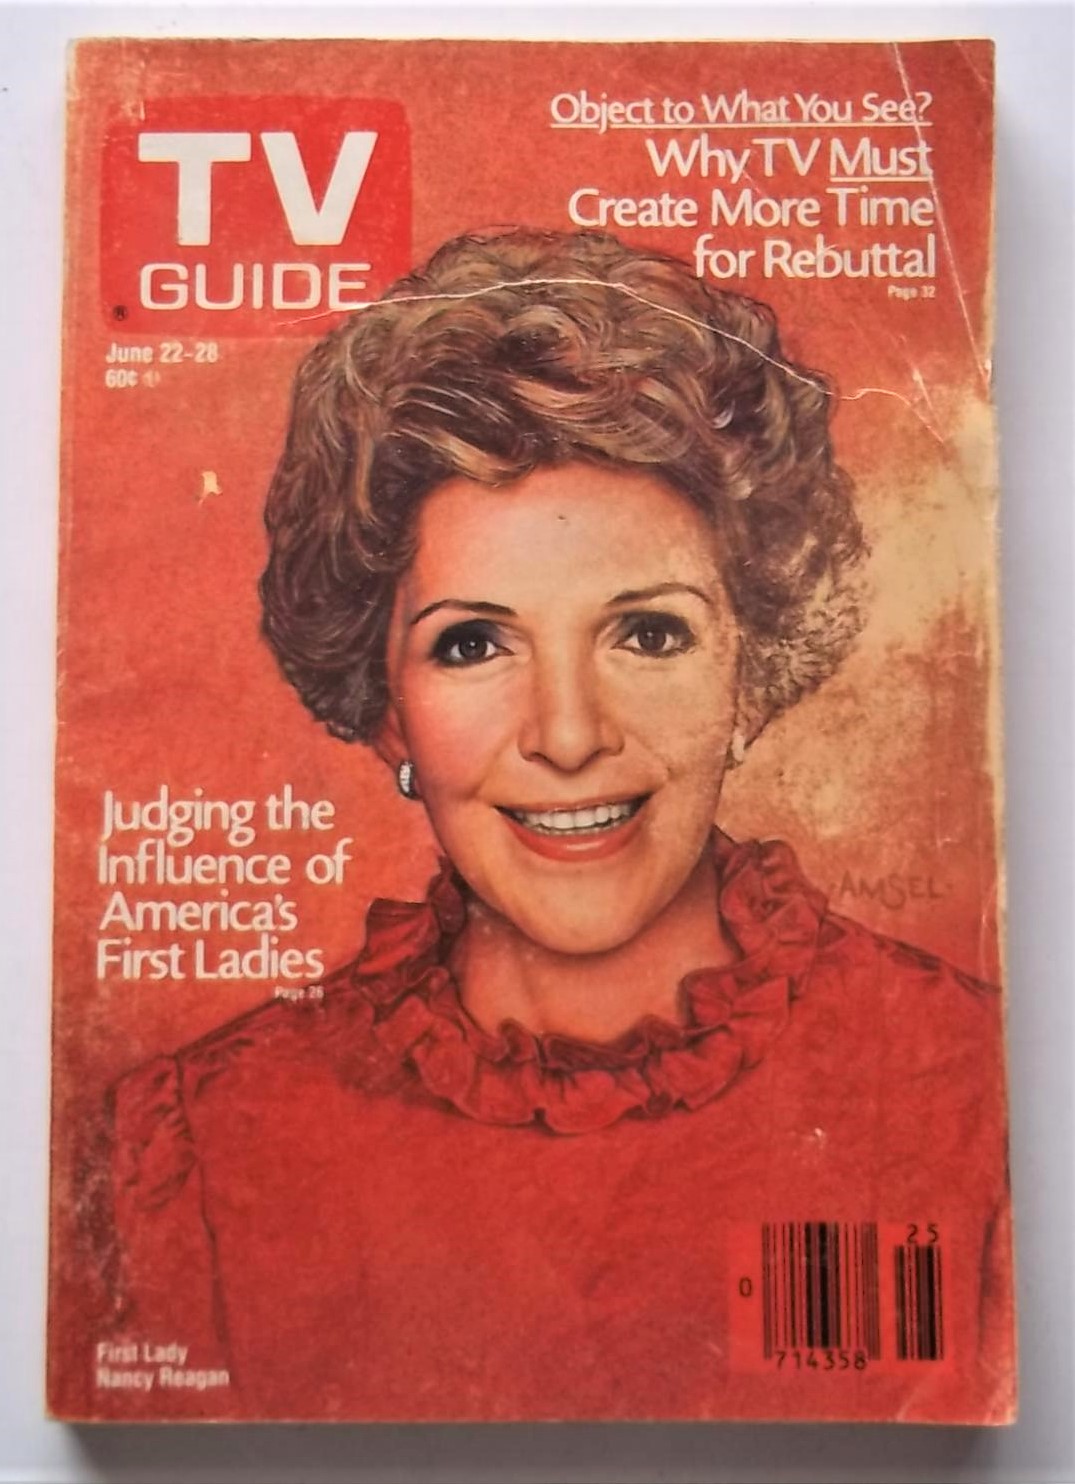 TV
GUIDE
®
June 22-28
60¢
Object to What You See?
Why TV Must
Create More Time
for Rebuttal
Page 32
Judging the
Influence of
America's
First Ladies
Page 26
AMSEL
First Lady
Nancy Reagan
25
0
714358